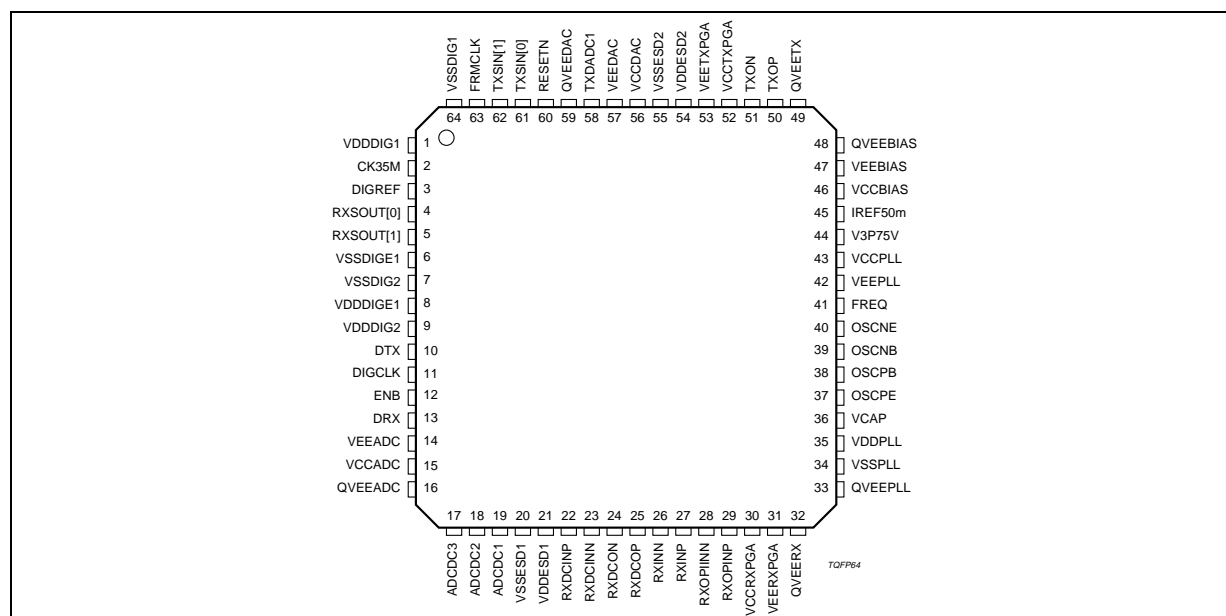 VSSDIG1 FRMCLK TXSIN[1] TXSIN[0] RESETN QVEEDAC TXDADC1 VEEDAC VCCDAC VSSESD2 VDDESD2 VEETXPGA VCCTXPGA TXON TXOP QVEETX
64 63 62 61 60 59 58 57 56 55 54 53 52 51 50 49
VDDDIG1 1 48 QVEEBIAS
CK35M 2 47 VEEBIAS
DIGREF 3 46 VCCBIAS
RXSOUT[0] 4 45 IREF50m
RXSOUT[1] 5 44 V3P75V
VSSDIGE1 6 43 VCCPLL
VSSDIG2 7 42 VEEPLL
VDDDIGE1 8 41 FREQ
VDDDIG2 9 40 OSCNE
DTX 10 39 OSCNB
DIGCLK 11 38 OSCPB
ENB 12 37 OSCPE
DRX 13 36 VCAP
VEEADC 14 35 VDDPLL
VCCADC 15 34 VSSPLL
QVEEADC 16 33 QVEEPLL
17 18 19 20 21 22 23 24 25 26 27 28 29 30 31 32
ADCDC3 ADCDC2 ADCDC1 VSSESD1 VDDESD1 RXDCINP RXDCINN RXDCON RXDCOP RXINN RXINP RXOPIINN RXOPINP VCCRXPGA VEERXPGA QVEERX
TQFP64